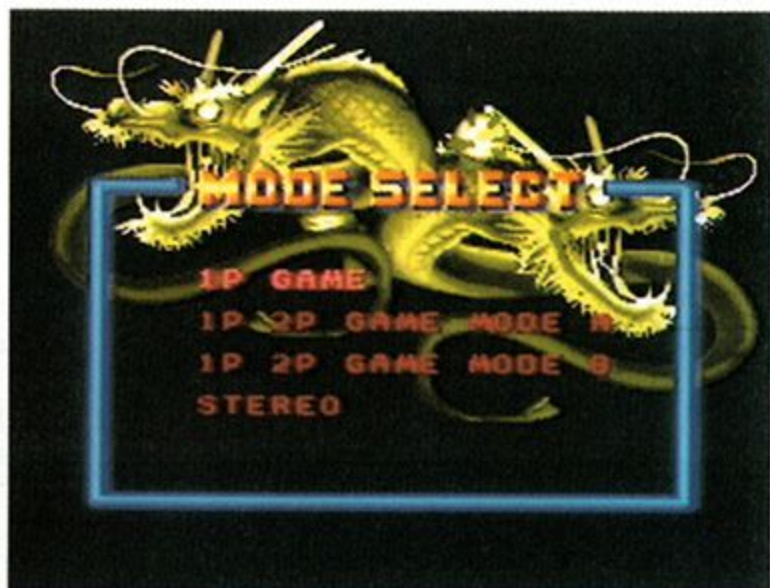 MODE SELECT
1P GAME
1P 2P GAME MODE A
1P 2P GAME MODE B
STEREO